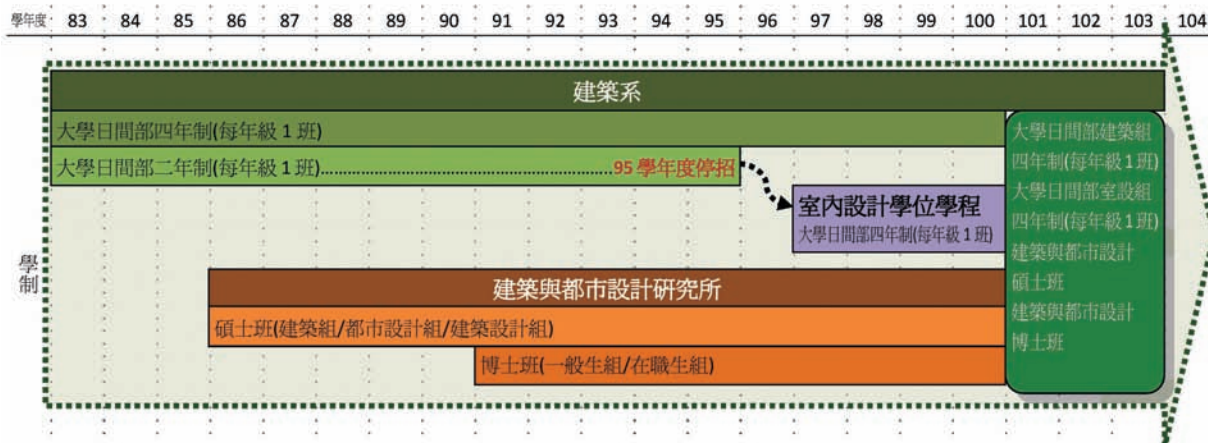 學年度 83 84 85 86 87 88 89 90 91 92 93 94 95 96 97 98 99 100 101 102 103 104
建築系
大學日間部四年制(每年級 1 班)
大學日間部二年制(每年級 1 班)......................................................95 學年度停招
室內設計學位學程
大學日間部四年制(每年級 1 班)
學制
建築與都市設計研究所
碩士班(建築組/都市設計組/建築設計組)
博士班(一般生組/在職生組)
大學日間部建築組
四年制(每年級 1班)
大學日間部室設組
四年制(每年級 1班)
建築與都市設計
碩士班
建築與都市設計
博士班